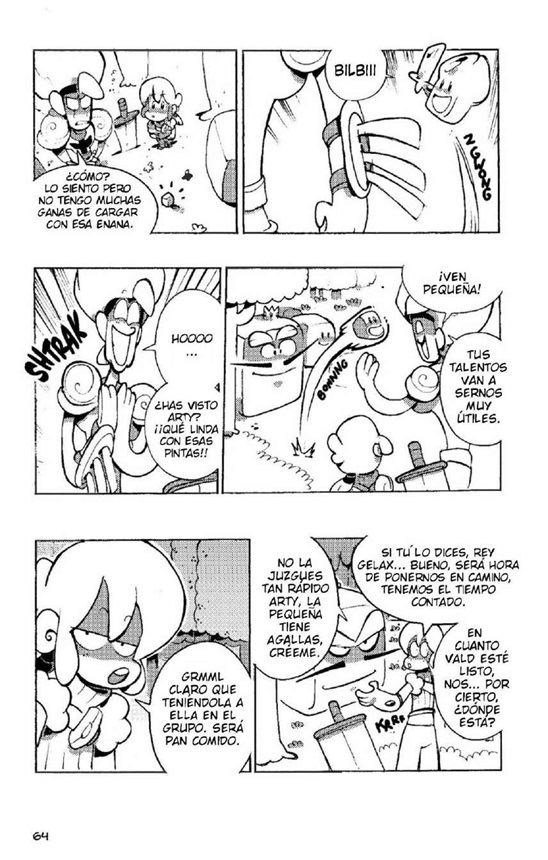 ¿CÓMO?
LO SIENTO PERO
NO TENGO MUCHAS
GANAS DE CARGAR
CON ESA ENANA.
BILBIII
ZGWONG
SHTRAK
HOOOO
...
¿HAS VISTO
ARTY?
¡¡QUÉ LINDA
CON ESAS
PINTAS!!
¡VEN
PEQUEÑA!
TUS
TALENTOS
VAN A
SERNOS
MUY
ÚTILES.
BOINNNG
GRMML
CLARO QUE
TENIÉNDOLA A
ELLA EN EL
GRUPO. SERÁ
PAN COMIDO.
NO LA
JUZGUES
TAN RÁPIDO
ARTY, LA
PEQUEÑA
TIENE
AGALLAS,
CRÉEME.
SI TÚ LO DICES, REY
GELAX... BUENO, SERÁ HORA
DE PONERNOS EN CAMINO,
TENEMOS EL TIEMPO
CONTADO.
EN
CUANTO
VALD ESTÉ
LISTO,
NOS... POR
CIERTO,
¿DÓNDE
ESTÁ?
KRRR
64